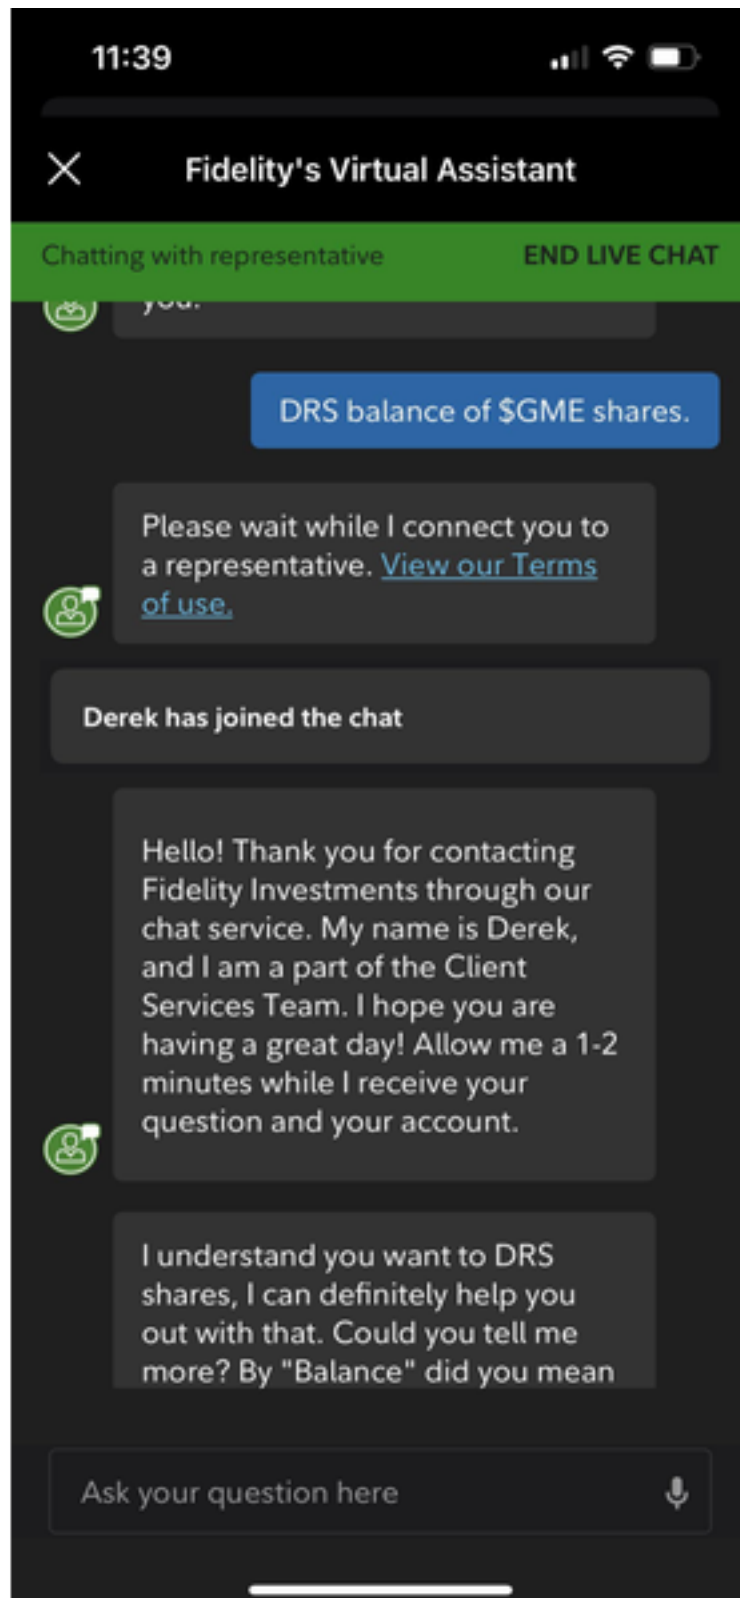 11:39
Fidelity's Virtual Assistant
Chatting with representative END LIVE CHAT
you.
DRS balance of $GME shares.
Please wait while I connect you to
a representative. View our Terms
of use.
Derek has joined the chat
Hello! Thank you for contacting
Fidelity Investments through our
chat service. My name is Derek,
and I am a part of the Client
Services Team. I hope you are
having a great day! Allow me a 1-2
minutes while I receive your
question and your account.
I understand you want to DRS
shares, I can definitely help you
out with that. Could you tell me
more? By "Balance" did you mean
Ask your question here